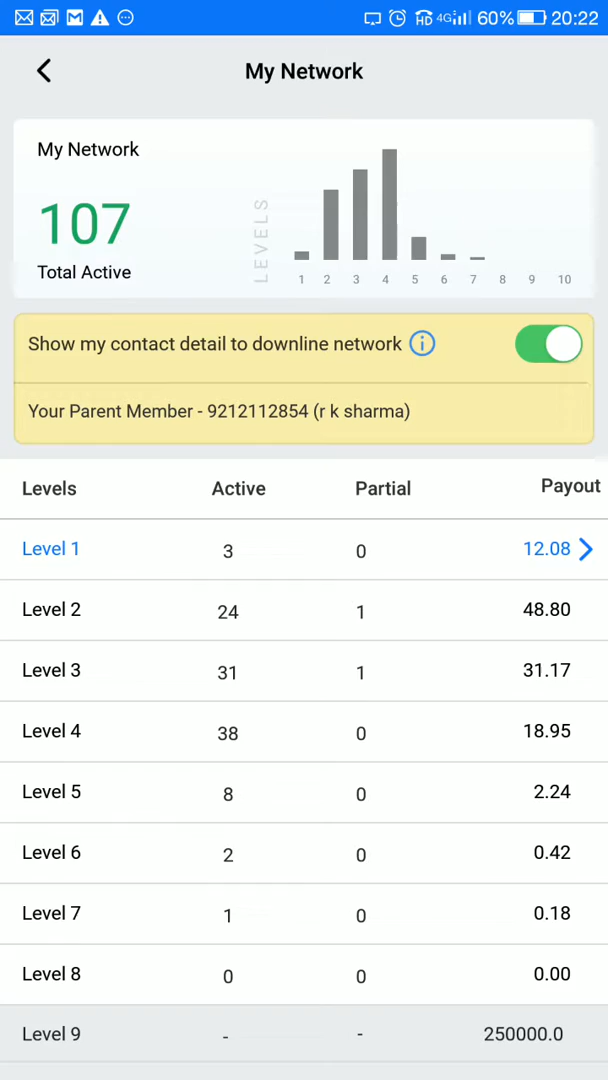 HD 4G 60% 20:22
My Network
My Network
107
Total Active
LEVELS
1 2 3 4 5 6 7 8 9 10
Show my contact detail to downline network
Your Parent Member - 9212112854 (r k sharma)
Levels Active Partial Payout
Level 1 3 0 12.08
Level 2 24 1 48.80
Level 3 31 1 31.17
Level 4 38 0 18.95
Level 5 8 0 2.24
Level 6 2 0 0.42
Level 7 1 0 0.18
Level 8 0 0 0.00
Level 9 - - 250000.0